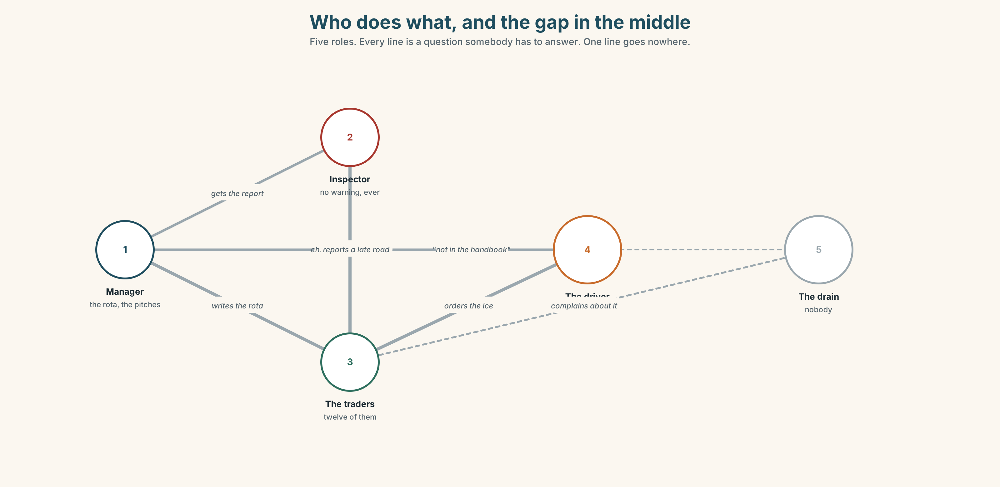 Who does what, and the gap in the middle
Five roles. Every line is a question somebody has to answer. One line goes nowhere.
2
Inspector
no warning, ever
gets the report
1
Manager
the rota, the pitches
reports a late road
"not in the handbook"
4
The driver
5
The drain
nobody
writes the rota
orders the ice
complains about it
3
The traders
twelve of them